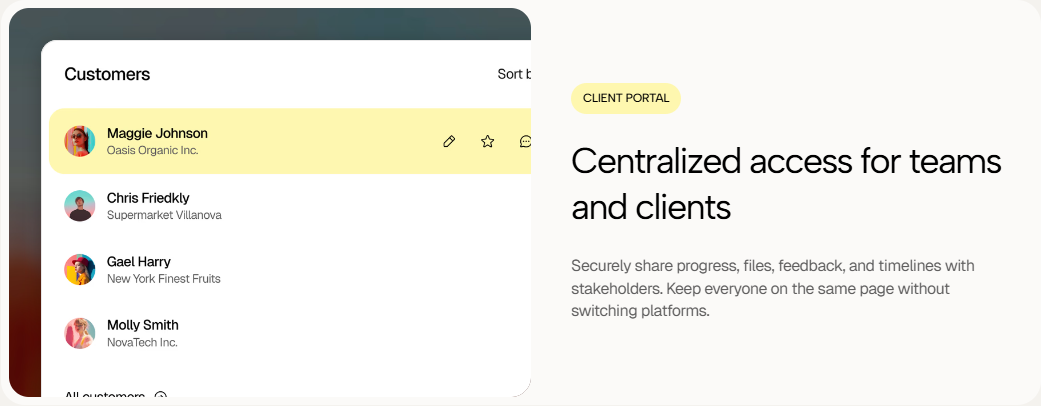 Customers
Sort b
Maggie Johnson
Oasis Organic Inc.
Chris Friedkly
Supermarket Villanova
Gael Harry
New York Finest Fruits
Molly Smith
NovaTech Inc.
All customers
CLIENT PORTAL
Centralized access for teams
and clients
Securely share progress, files, feedback, and timelines with
stakeholders. Keep everyone on the same page without
switching platforms.